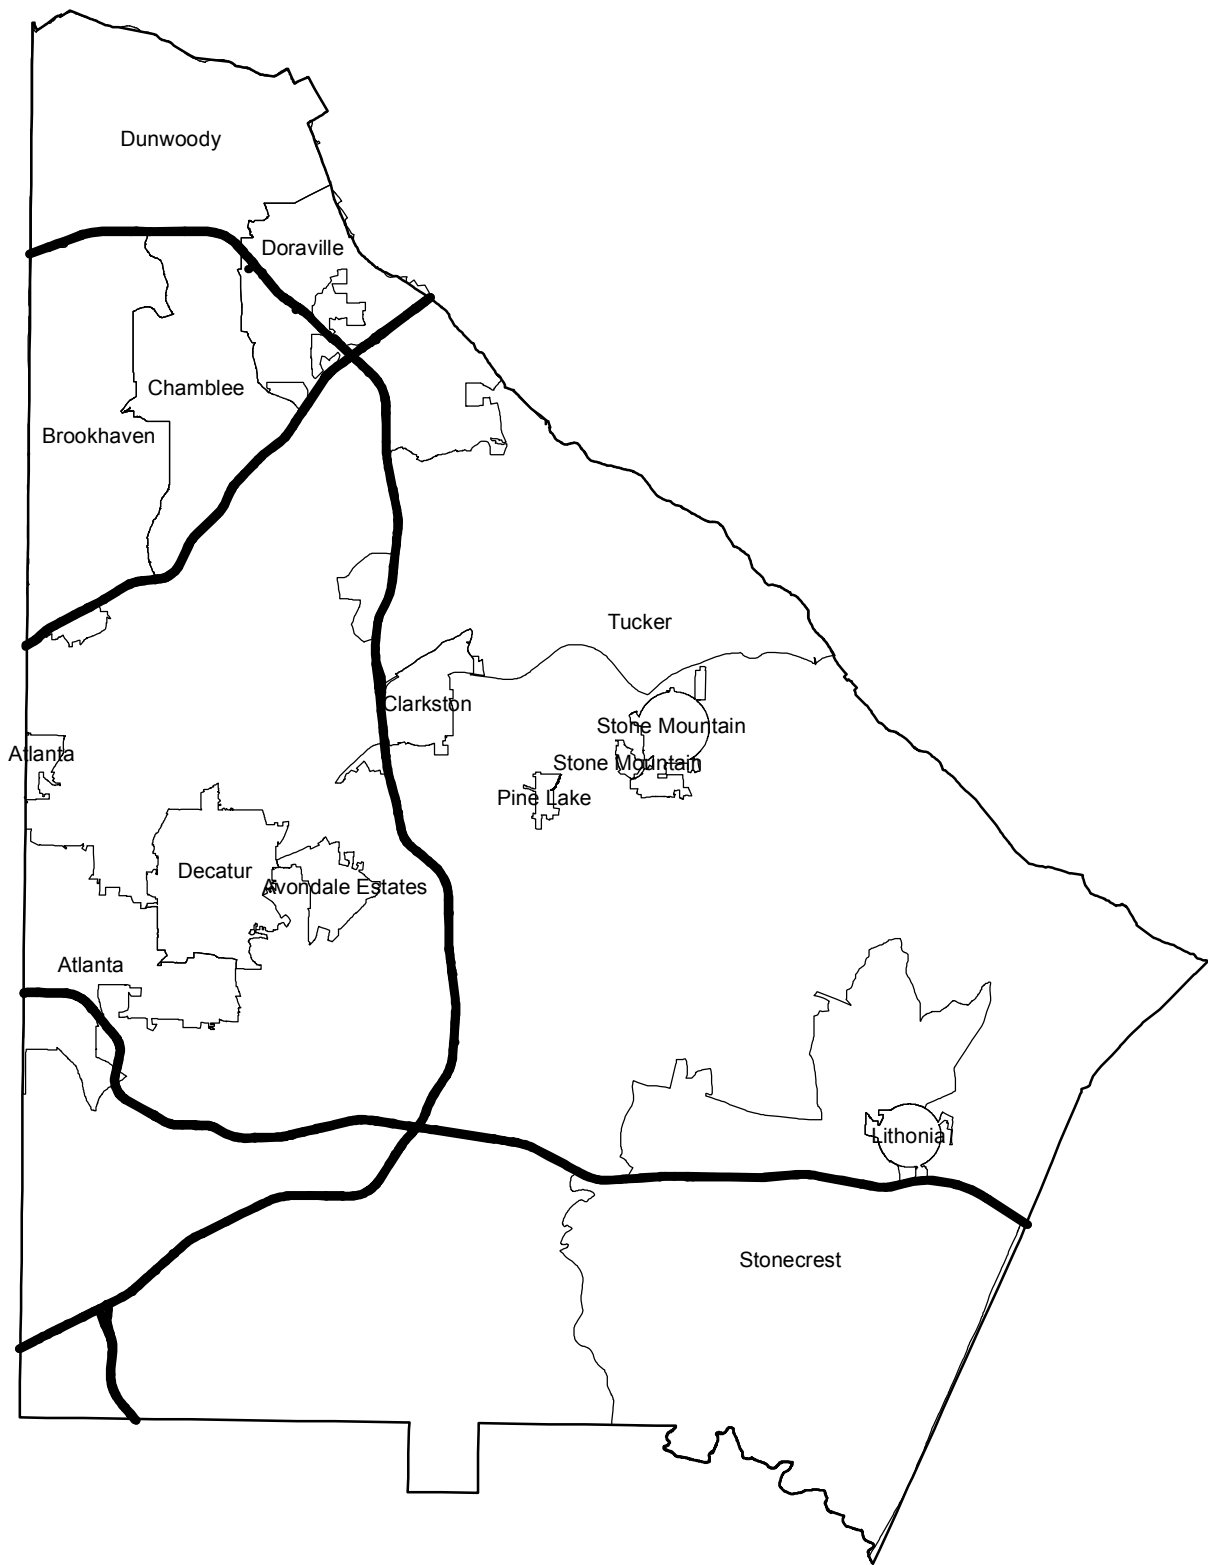 Dunwoody
Doraville
Chamblee
Brookhaven
Tucker
Clarkston
Stone Mountain
Atlanta
Stone Mountain
Pine Lake
Decatur
Avondale Estates
Atlanta
Lithonia
Stonecrest